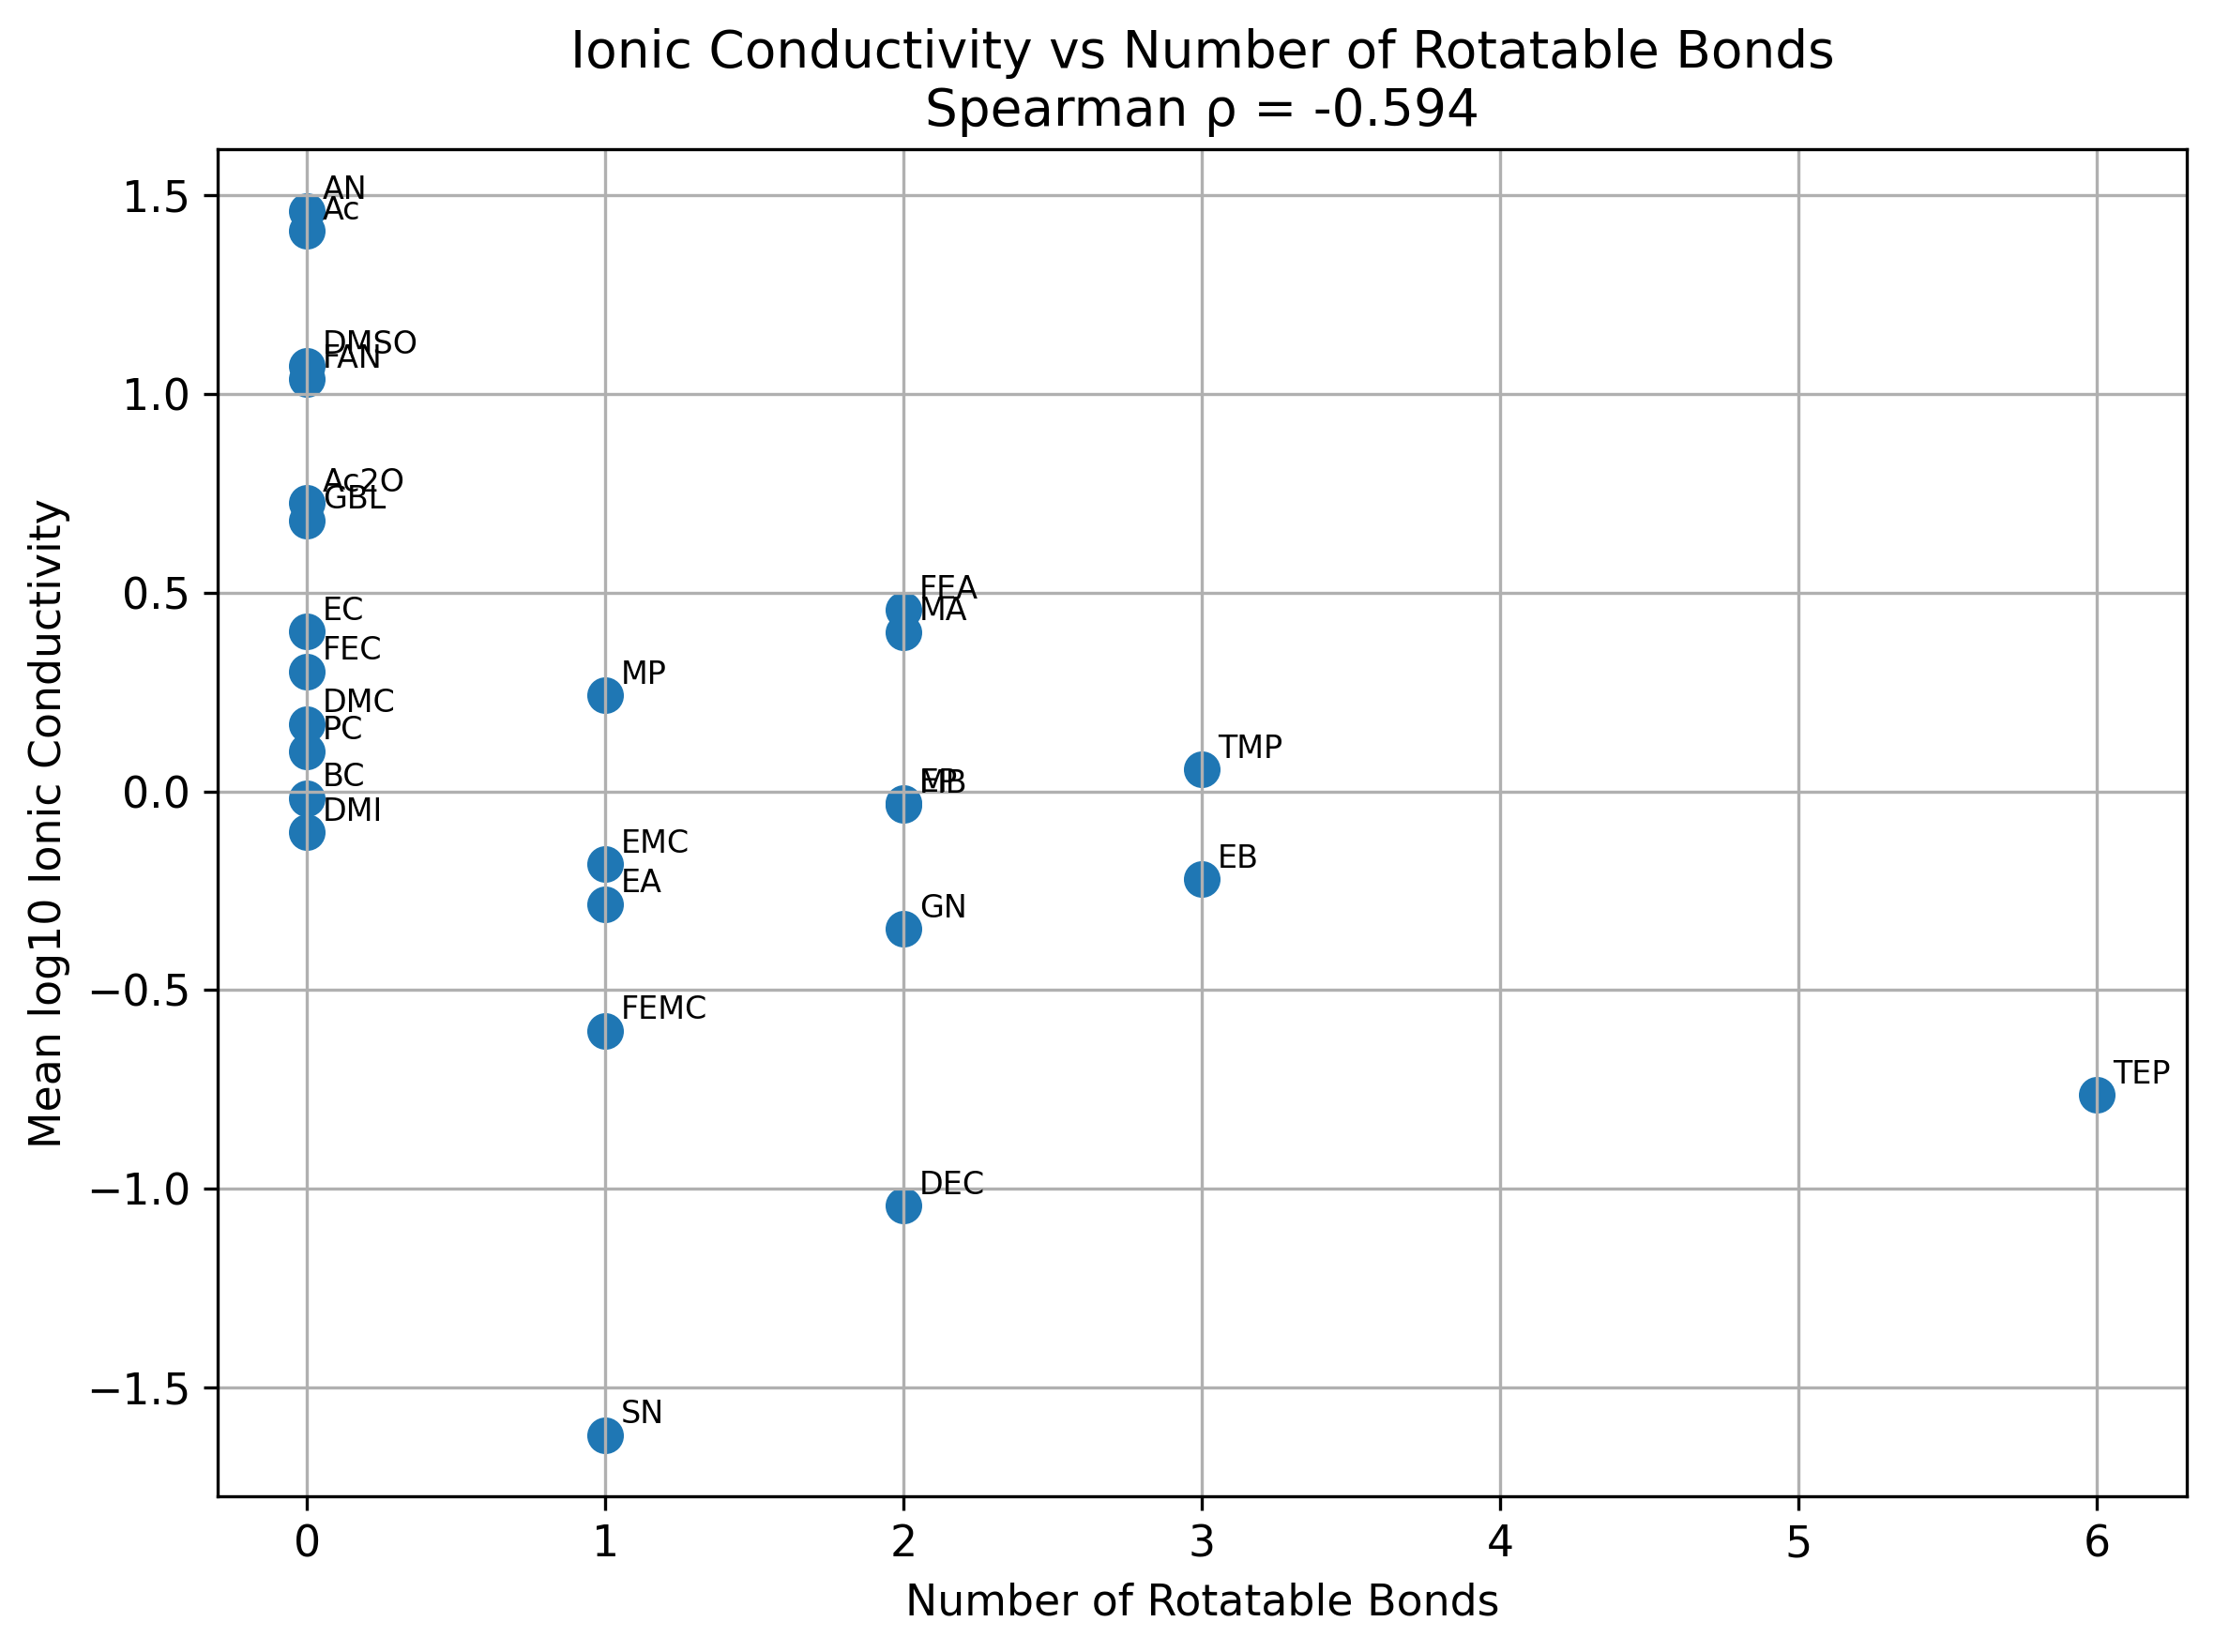 Ionic Conductivity vs Number of Rotatable Bonds
Spearman ρ = -0.594
Mean log10 Ionic Conductivity
1.5
1.0
0.5
0.0
−0.5
−1.0
−1.5
AN
Ac
DMSO
FAN
Ac2O
GBL
EC
FEC
DMC
PC
BC
DMI
MP
EMC
EA
FEMC
SN
FEA
MA
EP
MB
GN
DEC
TMP
EB
TEP
0 1 2 3 4 5 6
Number of Rotatable Bonds